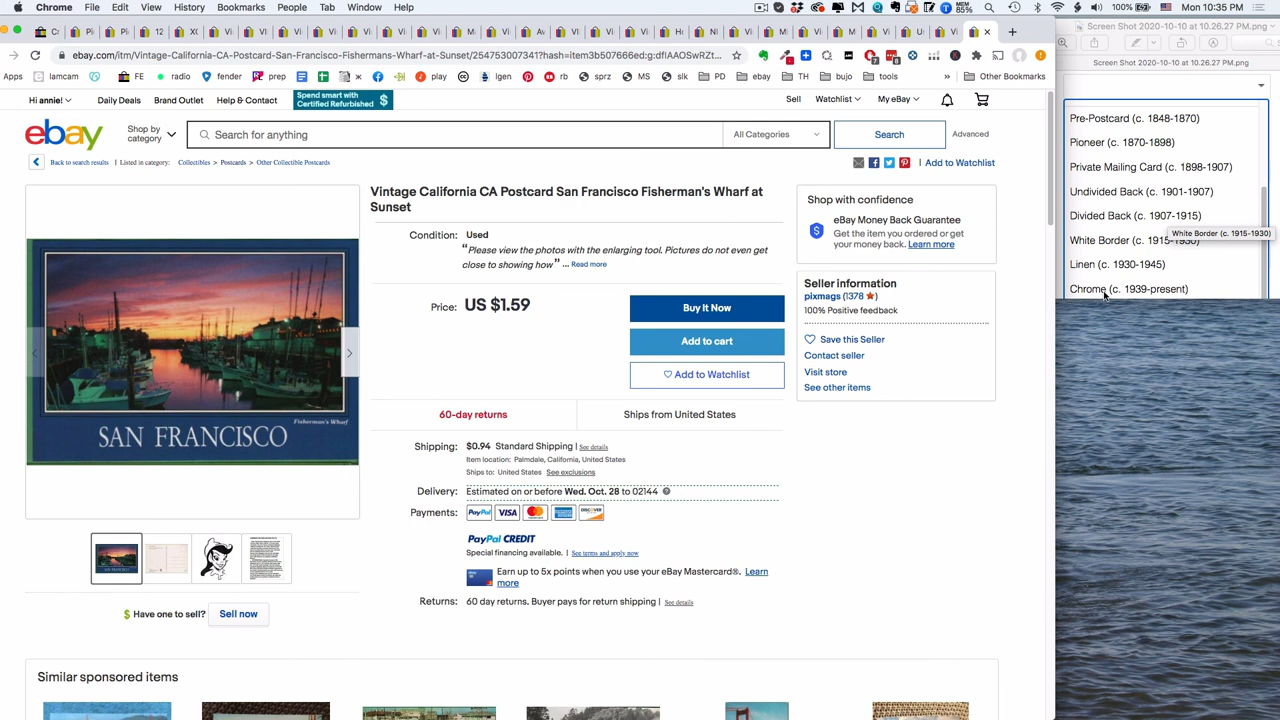 Chrome File Edit View History Bookmarks People Tab Window Help
100% Mon 10:35 PM
Screen Shot 2020-10-10 at 10.26.27 PM.png
ebay.com/itm/Vintage-California-CA-Postcard-San-Francisco-Fishermens-Wharf-at-Sunset/254753007341?hash=item3b507666ed:g:dfIAAOSwRZt...
Screen Shot 2020-10-10 at 10.26.27 PM.png
Apps lamcam FE radio fender prep play lgen pinterest rb sprz MS slk PD ebay TH bujo tools Other Bookmarks
Hi annie! Daily Deals Brand Outlet Help & Contact Spend smart with
Certified Refurbished
Sell Watchlist My eBay
ebay Shop by
category
Search for anything All Categories Search Advanced
Back to search results | Listed in category: Collectibles > Postcards > Other Collectible Postcards
| Add to Watchlist
Vintage California CA Postcard San Francisco Fisherman's Wharf at
Sunset
Condition: Used
“Please view the photos with the enlarging tool. Pictures do not even get
close to showing how” ... Read more
Price: US $1.59
Buy It Now
Add to cart
Add to Watchlist
60-day returns
Ships from United States
Shipping: $0.94 Standard Shipping | See details
Item location: Palmdale, California, United States
Ships to: United States See exclusions
Delivery: Estimated on or before Wed. Oct. 28 to 02144
Payments: PayPal VISA
DISCOVER
PayPal CREDIT
Special financing available. | See terms and apply now
Earn up to 5x points when you use your eBay Mastercard®. Learn
more
Returns: 60 day returns. Buyer pays for return shipping | See details
Fisherman's Wharf
SAN FRANCISCO
Have one to sell? Sell now
Shop with confidence
eBay Money Back Guarantee
Get the item you ordered or get
your money back. Learn more
Seller information
pixmags (1378 )
100% Positive feedback
Save this Seller
Contact seller
Visit store
See other items
Similar sponsored items
Pre-Postcard (c. 1848-1870)
Pioneer (c. 1870-1898)
Private Mailing Card (c. 1898-1907)
Undivided Back (c. 1901-1907)
Divided Back (c. 1907-1915)
White Border (c. 1915-1930)
White Border (c. 1915-1930)
Linen (c. 1930-1945)
Chrome (c. 1939-present)